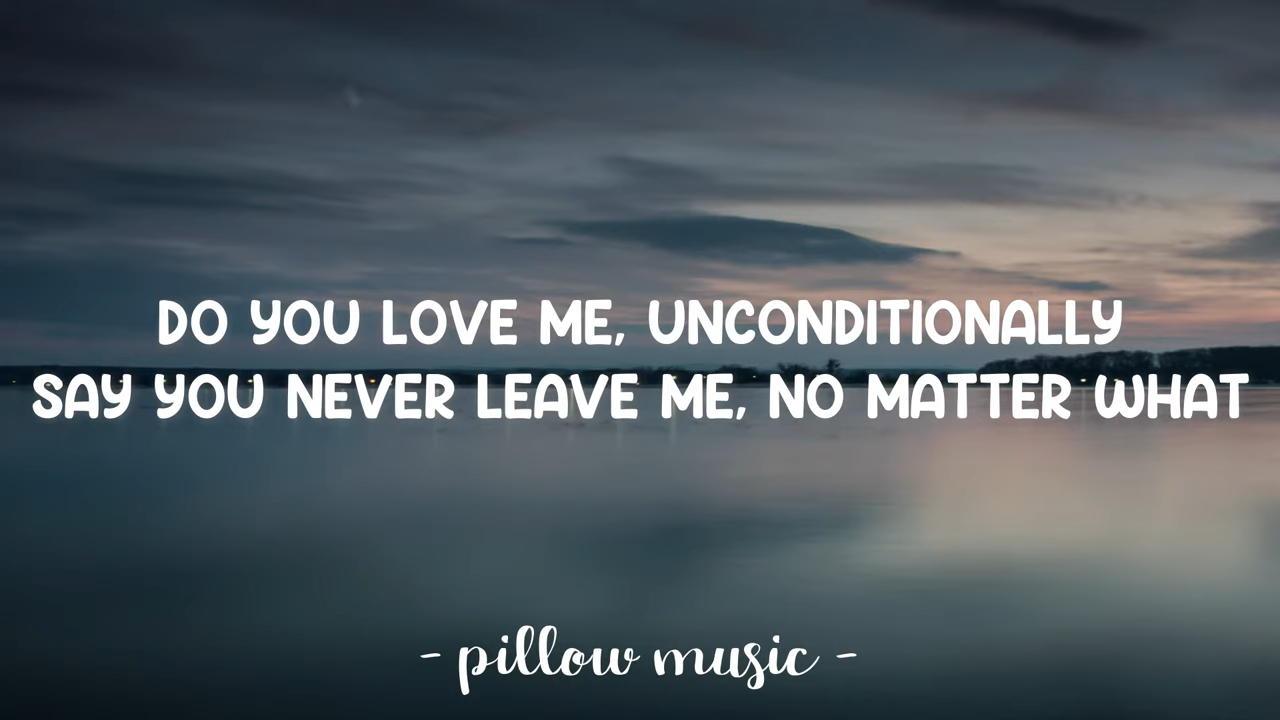 DO YOU LOVE ME, UNCONDITIONALLY
SAY YOU NEVER LEAVE ME, NO MATTER WHAT
- pillow music -